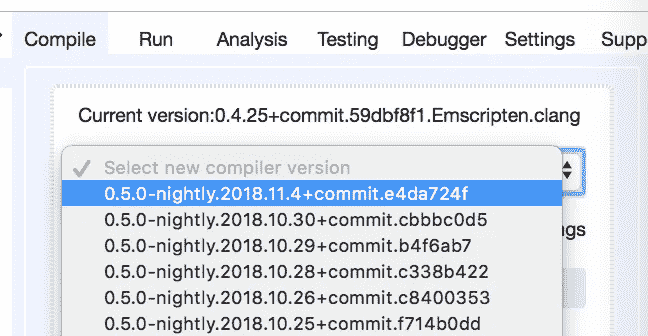 Compile Run Analysis Testing Debugger Settings Supp
Current version:0.4.25+commit.59dbf8f1.Emscripten.clang
Select new compiler version
0.5.0-nightly.2018.11.4+commit.e4da724f
0.5.0-nightly.2018.10.30+commit.cbbbc0d5
ngs
0.5.0-nightly.2018.10.29+commit.b4f6ab7
0.5.0-nightly.2018.10.28+commit.c338b422
0.5.0-nightly.2018.10.26+commit.c8400353
0.5.0-nightly.2018.10.25+commit.f714b0dd